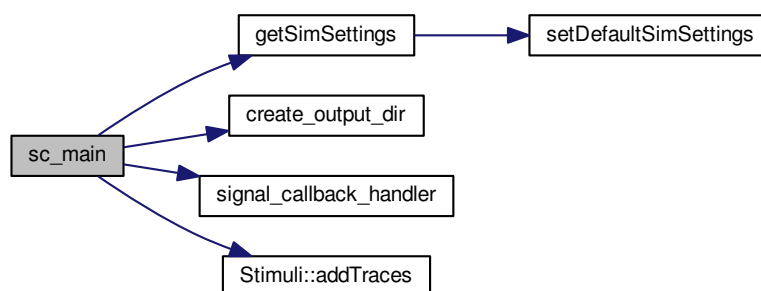 getSimSettings
setDefaultSimSettings
create_output_dir
sc_main
signal_callback_handler
Stimuli::addTraces